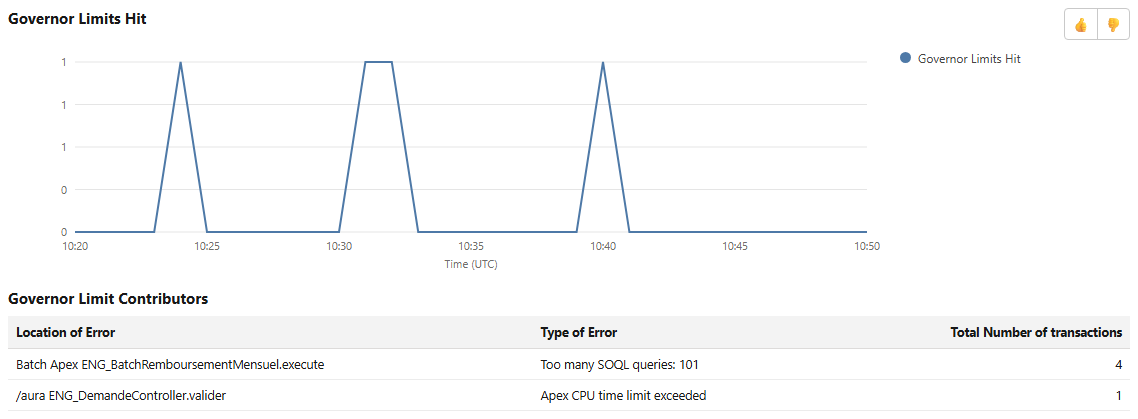 Governor Limits Hit
Governor Limits Hit
1
1
1
0
0
10:20 10:25 10:30 10:35 10:40 10:45 10:50
Time (UTC)
Governor Limit Contributors
Location of Error Type of Error Total Number of transactions
Batch Apex ENG_BatchRemboursementMensuel.execute Too many SOQL queries: 101 4
/aura ENG_DemandeController.valider Apex CPU time limit exceeded 1